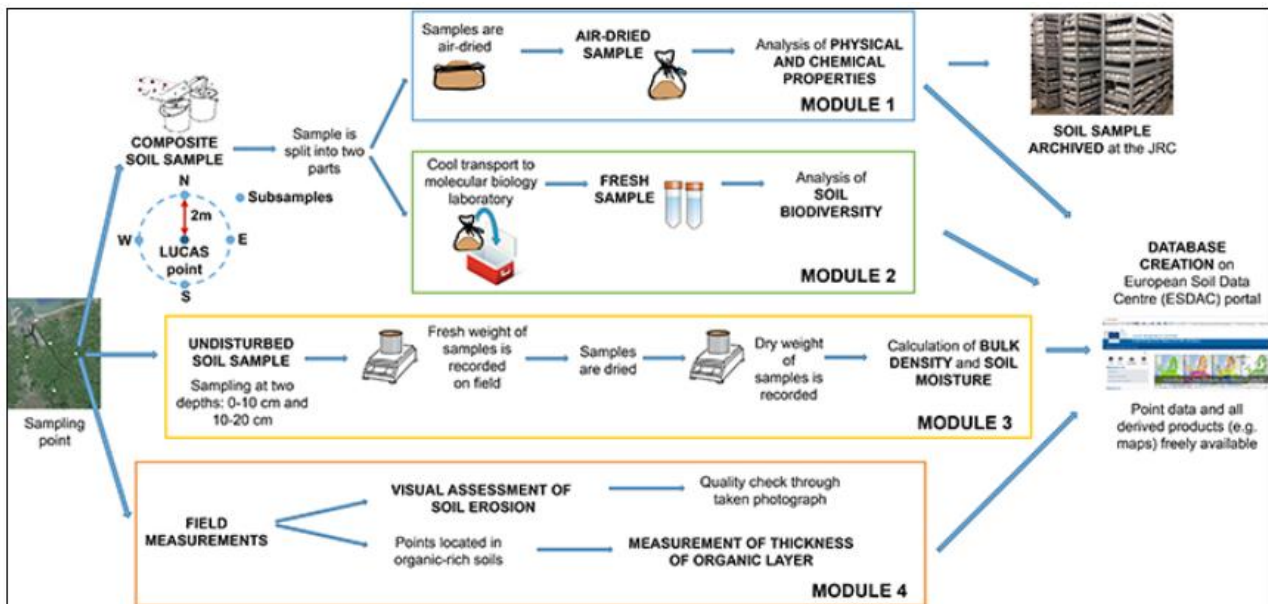 Samples are
air-dried
AIR-DRIED
SAMPLE
Analysis of PHYSICAL
AND CHEMICAL
PROPERTIES
MODULE 1
SOIL SAMPLE
ARCHIVED at the JRC
COMPOSITE
SOIL SAMPLE
Sample is
split into two
parts
N
Subsamples
2m
W
E
LUCAS
point
S
Cool transport to
molecular biology
laboratory
FRESH
SAMPLE
Analysis of
SOIL
BIODIVERSITY
MODULE 2
DATABASE
CREATION on
European Soil Data
Centre (ESDAC) portal
Point data and all
derived products (e.g.
maps) freely available
Sampling
point
UNDISTURBED
SOIL SAMPLE
Sampling at two
depths: 0-10 cm and
10-20 cm
Fresh weight of
samples is
recorded
on field
Samples
are dried
Dry weight
of
samples is
recorded
Calculation of BULK
DENSITY and SOIL
MOISTURE
MODULE 3
FIELD
MEASUREMENTS
VISUAL ASSESSMENT OF
SOIL EROSION
Quality check through
taken photograph
Points located in
organic-rich soils
MEASUREMENT OF THICKNESS
OF ORGANIC LAYER
MODULE 4